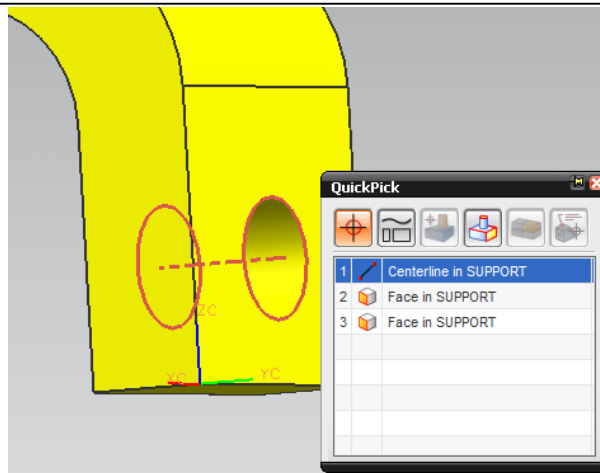 QuickPick
1 Centerline in SUPPORT
2 Face in SUPPORT
3 Face in SUPPORT
ZC
XC YC